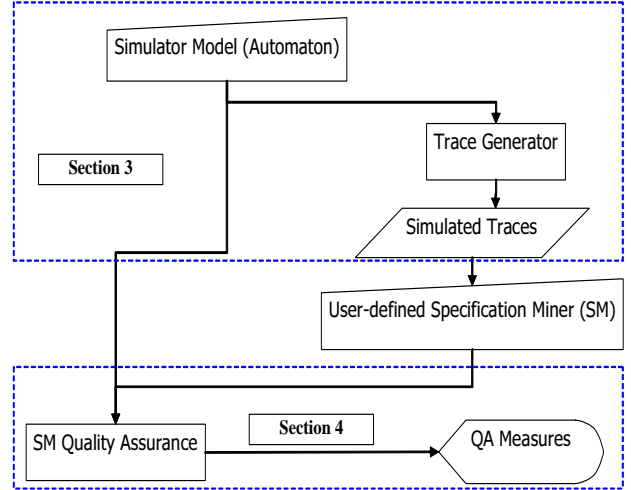 Simulator Model (Automaton)
Trace Generator
Section 3
Simulated Traces
User-defined Specification Miner (SM)
Section 4
SM Quality Assurance
QA Measures